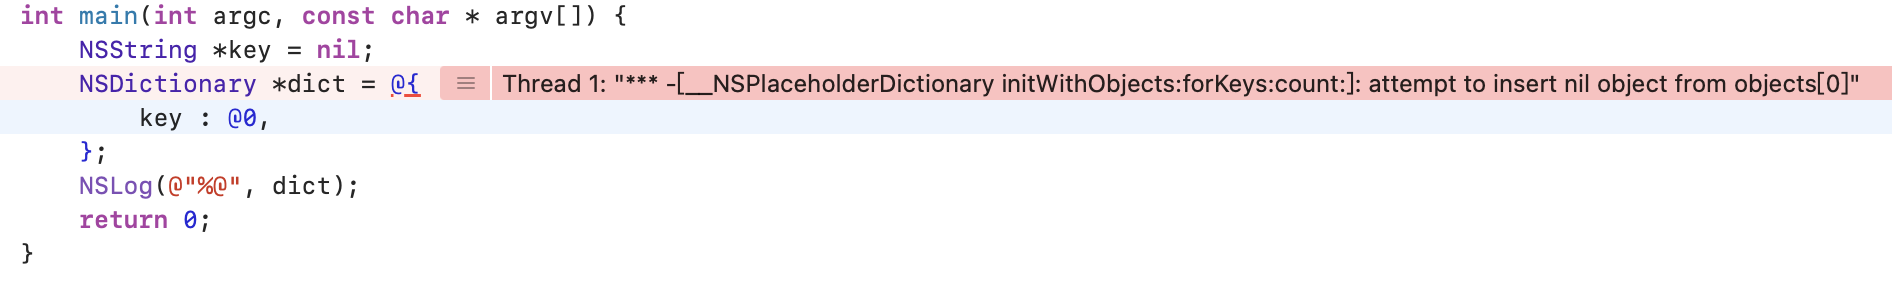 int main(int argc, const char * argv[]) {
    NSString *key = nil;
    NSDictionary *dict = @{ Thread 1: "*** -[__NSPlaceholderDictionary initWithObjects:forKeys:count:]: attempt to insert nil object from objects[0]"
        key : @0,
    };
    NSLog(@"%@", dict);
    return 0;
}